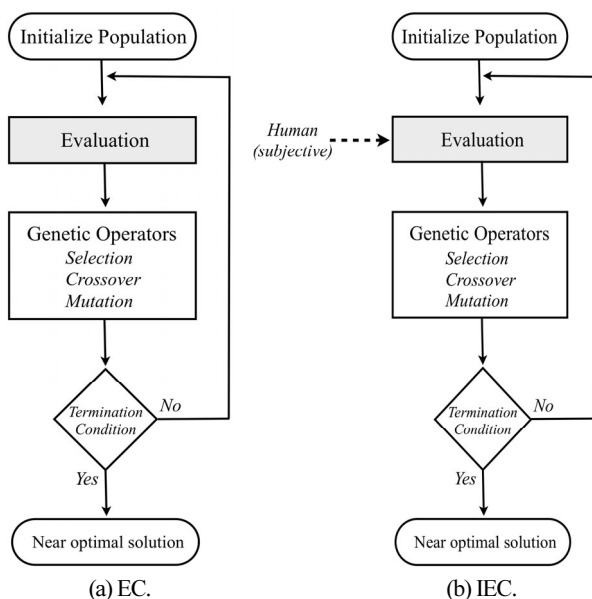 Initialize Population
Evaluation
Genetic Operators
Selection
Crossover
Mutation
Termination
Condition
No
Yes
Near optimal solution
(a) EC.
Initialize Population
Human
(subjective)
Evaluation
Genetic Operators
Selection
Crossover
Mutation
Termination
Condition
No
Yes
Near optimal solution
(b) IEC.